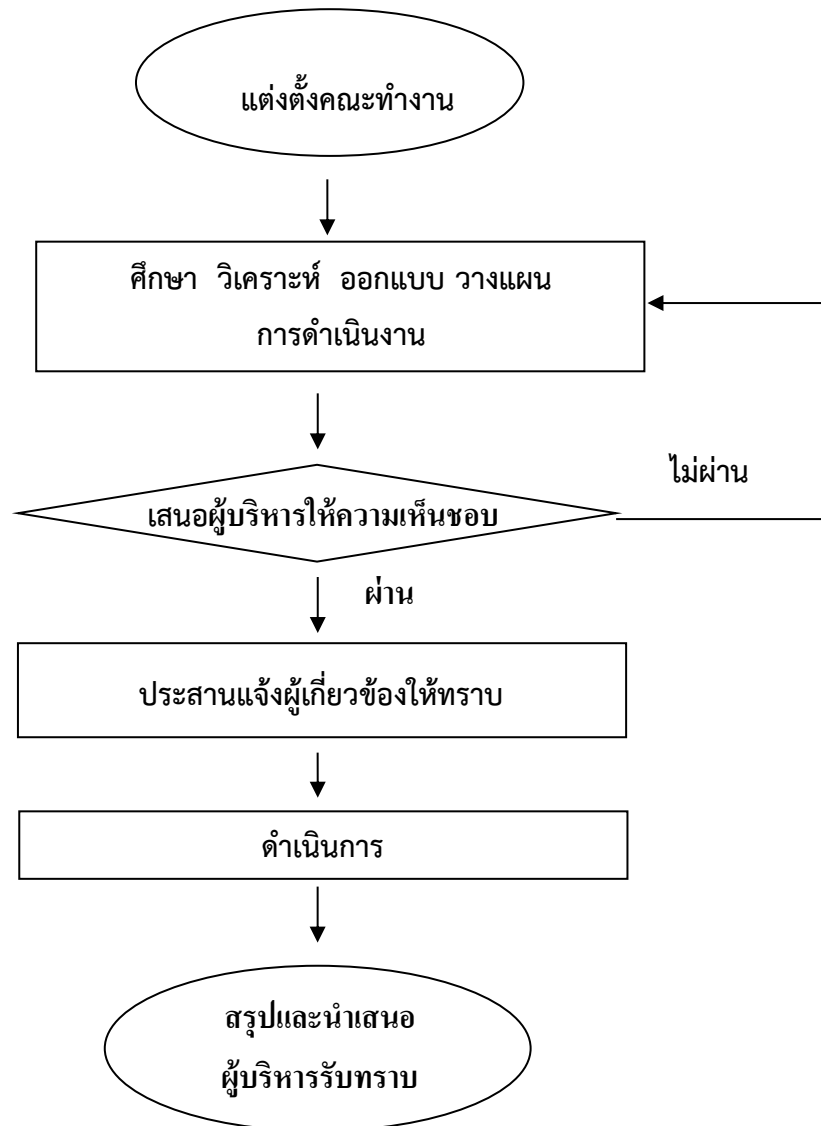 แต่งตั้งคณะทำงาน
ศึกษา วิเคราะห์ ออกแบบ วางแผน
การดำเนินงาน
ไม่ผ่าน
เสนอผู้บริหารให้ความเห็นชอบ
ผ่าน
ประสานแจ้งผู้เกี่ยวข้องให้ทราบ
ดำเนินการ
สรุปและนำเสนอ
ผู้บริหารรับทราบ